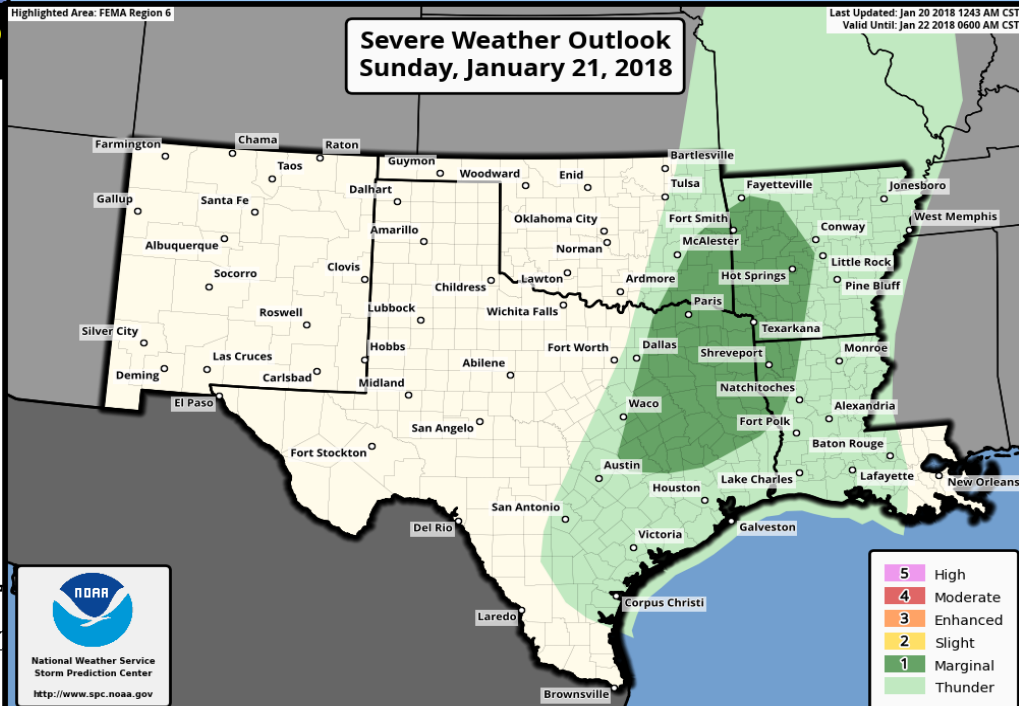 Highlighted Area: FEMA Region 6
Last Updated: Jan 20 2018 1243 AM CST
Valid Until: Jan 22 2018 0600 AM CST
Severe Weather Outlook
Sunday, January 21, 2018
Farmington
Chama
Raton
Taos
Guymon
Woodward
Enid
Bartlesville
Tulsa
Fayetteville
Jonesboro
Gallup
Santa Fe
Dalhart
Oklahoma City
Fort Smith
West Memphis
Albuquerque
Amarillo
Norman
McAlester
Conway
Socorro
Clovis
Childress
Lawton
Ardmore
Hot Springs
Little Rock
Pine Bluff
Roswell
Lubbock
Wichita Falls
Paris
Texarkana
Silver City
Las Cruces
Hobbs
Abilene
Fort Worth
Dallas
Shreveport
Monroe
Deming
Carlsbad
Midland
Natchitoches
El Paso
San Angelo
Waco
Fort Polk
Alexandria
Fort Stockton
Austin
Baton Rouge
Houston
Lake Charles
Lafayette
New Orleans
Del Rio
San Antonio
Victoria
Galveston
Laredo
Corpus Christi
Brownsville
NOAA
National Weather Service
Storm Prediction Center
http://www.spc.noaa.gov
5 High
4 Moderate
3 Enhanced
2 Slight
1 Marginal
Thunder